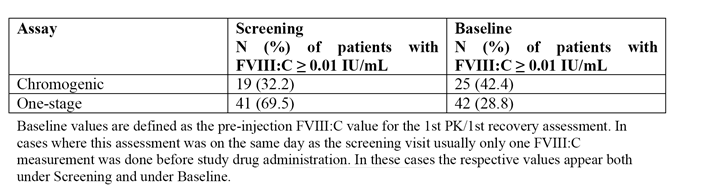 Assay Screening Baseline
N (%) of patients with N (%) of patients with
FVIII:C ≥ 0.01 IU/mL FVIII:C ≥ 0.01 IU/mL
Chromogenic 19 (32.2) 25 (42.4)
One-stage 41 (69.5) 42 (28.8)
Baseline values are defined as the pre-injection FVIII:C value for the 1st PK/1st recovery assessment. In
cases where this assessment was on the same day as the screening visit usually only one FVIII:C
measurement was done before study drug administration. In these cases the respective values appear both
under Screening and under Baseline.